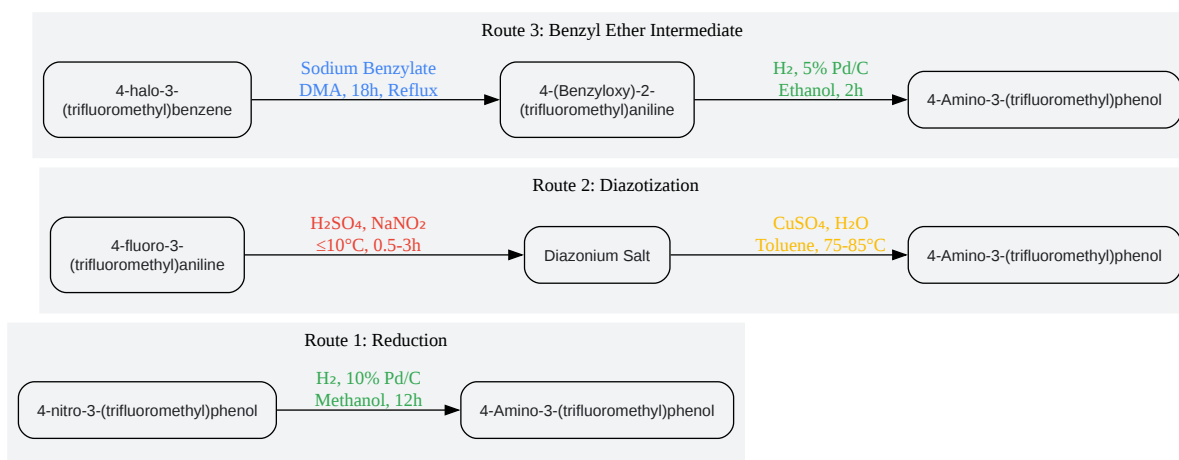 Route 3: Benzyl Ether Intermediate
4-halo-3-
(trifluoromethyl)benzene
Sodium Benzylate
DMA, 18h, Reflux
4-(Benzyloxy)-2-
(trifluoromethyl)aniline
H₂, 5% Pd/C
Ethanol, 2h
4-Amino-3-(trifluoromethyl)phenol
Route 2: Diazotization
4-fluoro-3-
(trifluoromethyl)aniline
H₂SO₄, NaNO₂
≤10°C, 0.5-3h
Diazonium Salt
CuSO₄, H₂O
Toluene, 75-85°C
4-Amino-3-(trifluoromethyl)phenol
Route 1: Reduction
4-nitro-3-(trifluoromethyl)phenol
H₂, 10% Pd/C
Methanol, 12h
4-Amino-3-(trifluoromethyl)phenol